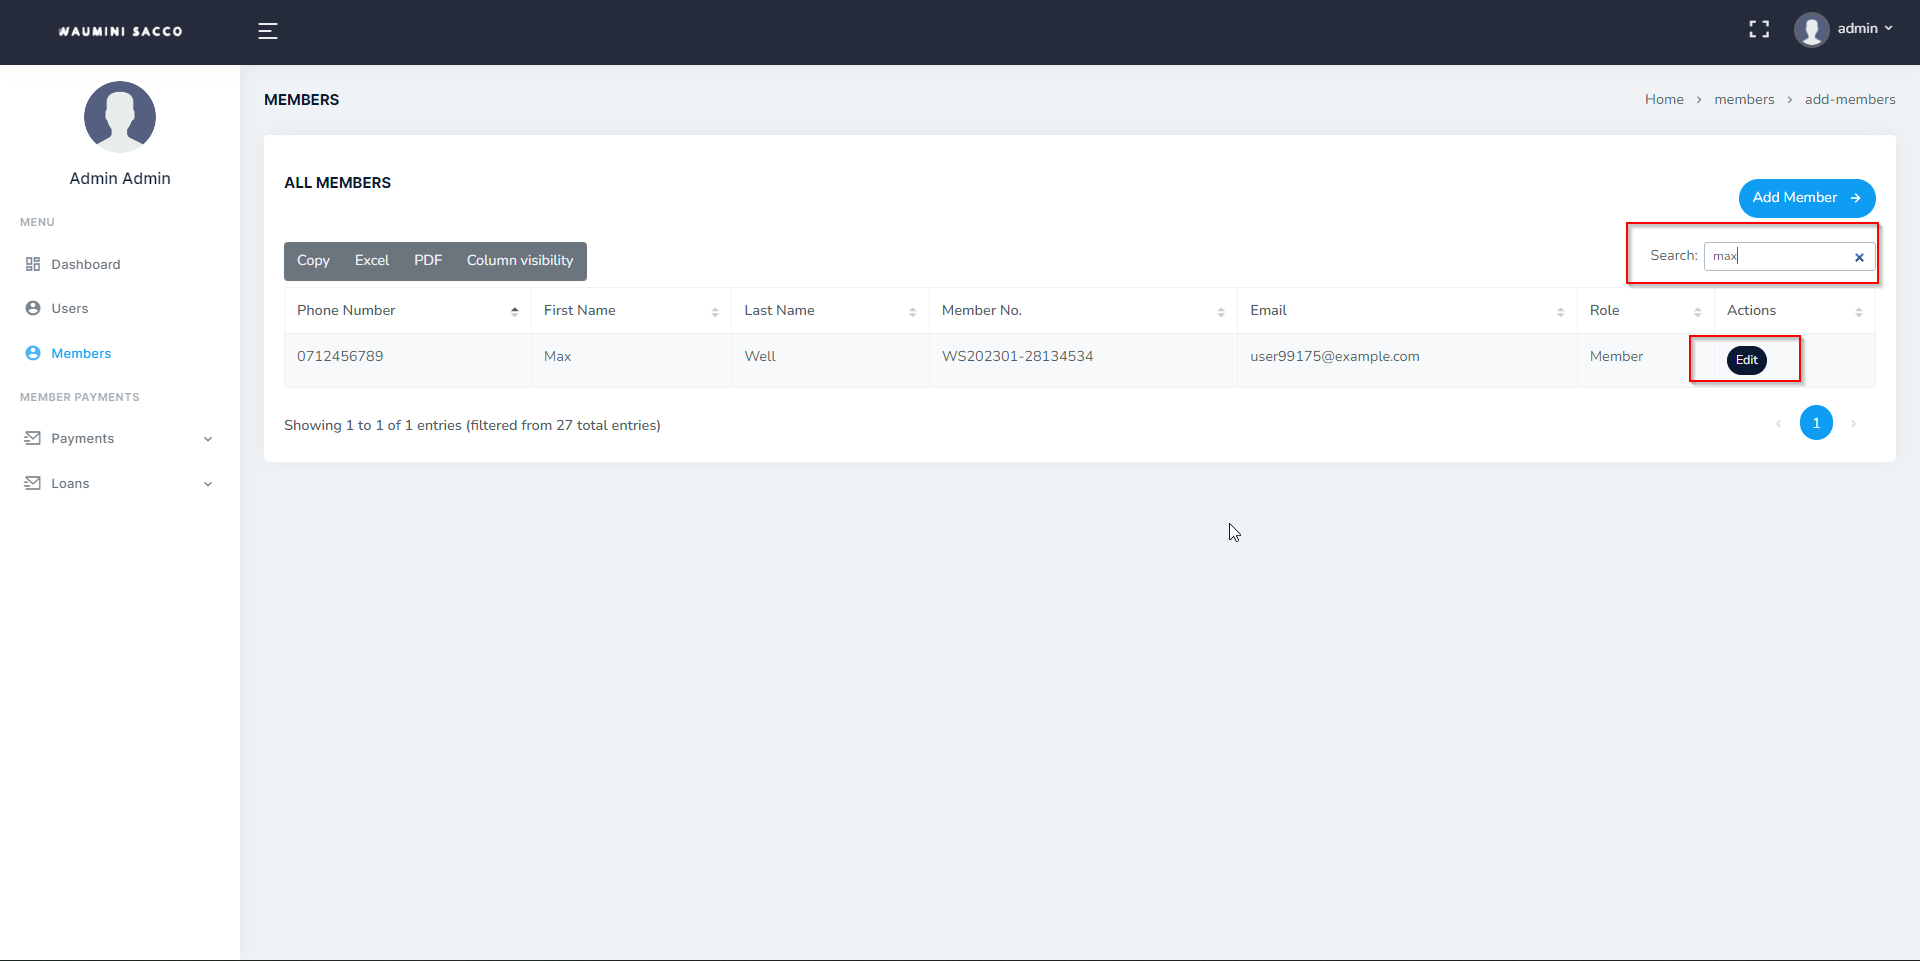 WAUMINI SACCO
admin
Admin Admin
MENU
Dashboard
Users
Members
MEMBER PAYMENTS
Payments
Loans
MEMBERS
Home > members > add-members
ALL MEMBERS
Add Member →
Copy Excel PDF Column visibility
Search: max ×
Phone Number First Name Last Name Member No. Email Role Actions
0712456789 Max Well WS202301-28134534 user99175@example.com Member Edit
Showing 1 to 1 of 1 entries (filtered from 27 total entries)
‹ 1 ›